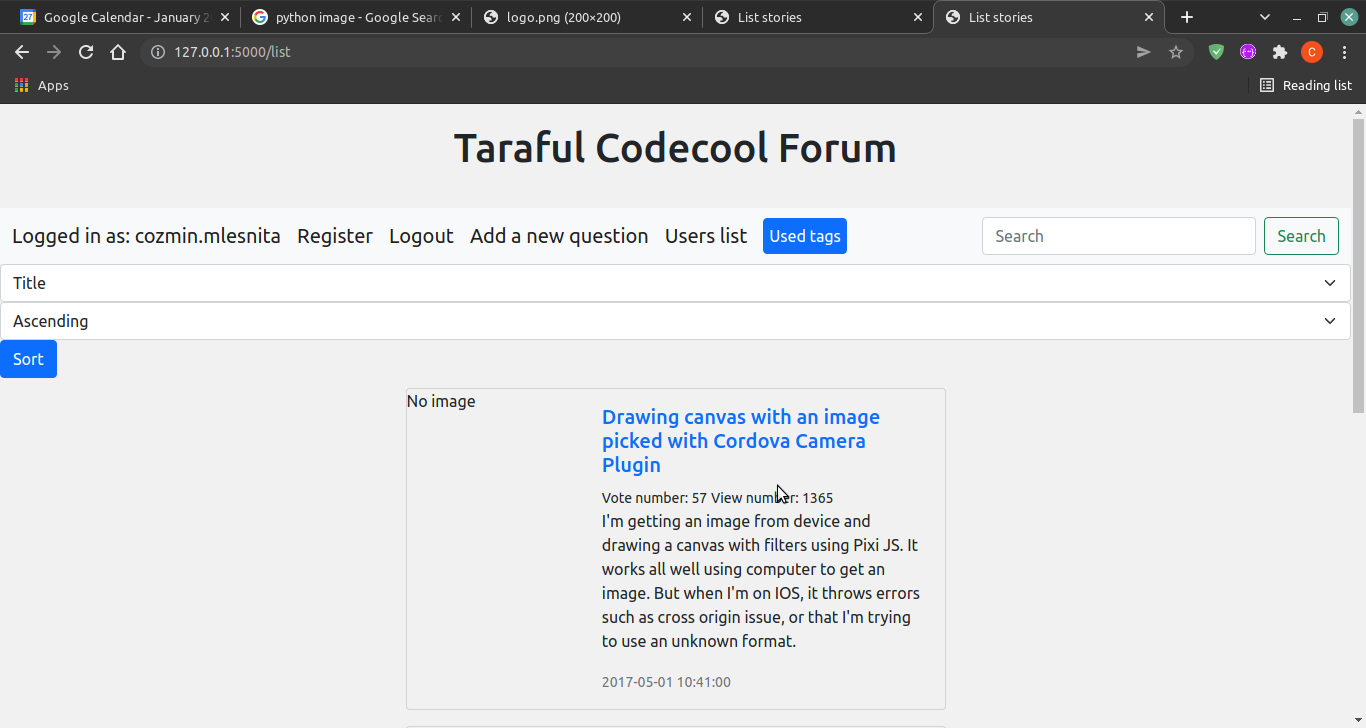 27 Google Calendar - January 2
python image - Google Sear
logo.png (200×200)
List stories
List stories
127.0.0.1:5000/list
C
Apps
Reading list
Taraful Codecool Forum
Logged in as: cozmin.mlesnita Register Logout Add a new question Users list Used tags Search Search
Title
Ascending
Sort
No image
Drawing canvas with an image
picked with Cordova Camera
Plugin
Vote number: 57 View number: 1365
I'm getting an image from device and
drawing a canvas with filters using Pixi JS. It
works all well using computer to get an
image. But when I'm on IOS, it throws errors
such as cross origin issue, or that I'm trying
to use an unknown format.
2017-05-01 10:41:00